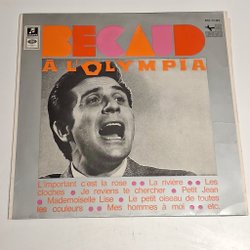 BECAUD
A L'OLYMPIA
L'important c'est la rose ● ● La rivière ● ● Les
cloches ● Je reviens te chercher ● Petit Jean
● Mademoiselle Lise ● Le petit oiseau de toutes
les couleurs ● ● Mes hommes à moi ● ● etc.